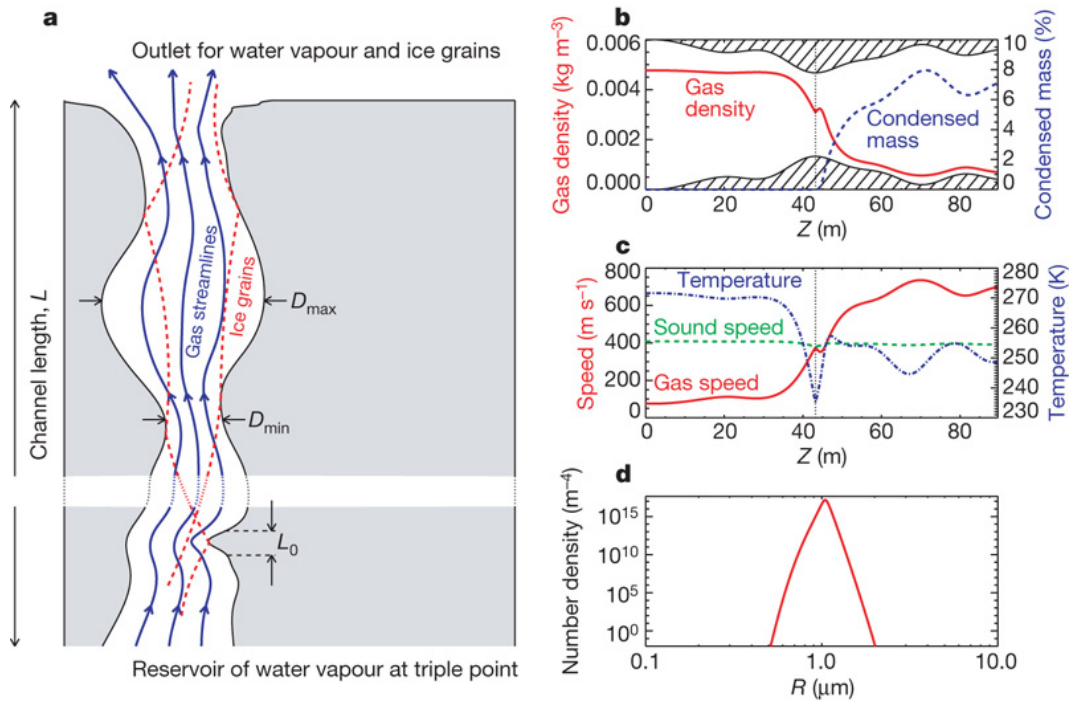 a
Outlet for water vapour and ice grains
Channel length, L
Gas streamlines
Ice grains
D_max
D_min
L_0
Reservoir of water vapour at triple point
b
Gas density (kg m⁻³)
0.006
0.004
0.002
0.000
Gas density
Condensed mass
10
8
6
4
2
0
Condensed mass (%)
0 20 40 60 80
Z (m)
c
Speed (m s⁻¹)
800
600
400
200
0
Temperature
Sound speed
Gas speed
280
270
260
250
240
230
Temperature (K)
0 20 40 60 80
Z (m)
d
Number density (m⁻⁴)
10¹⁵
10¹⁰
10⁵
10⁰
0.1 1.0 10.0
R (μm)